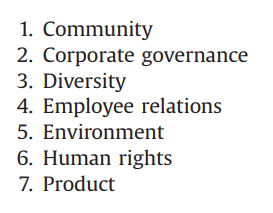 1. Community
2. Corporate governance
3. Diversity
4. Employee relations
5. Environment
6. Human rights
7. Product